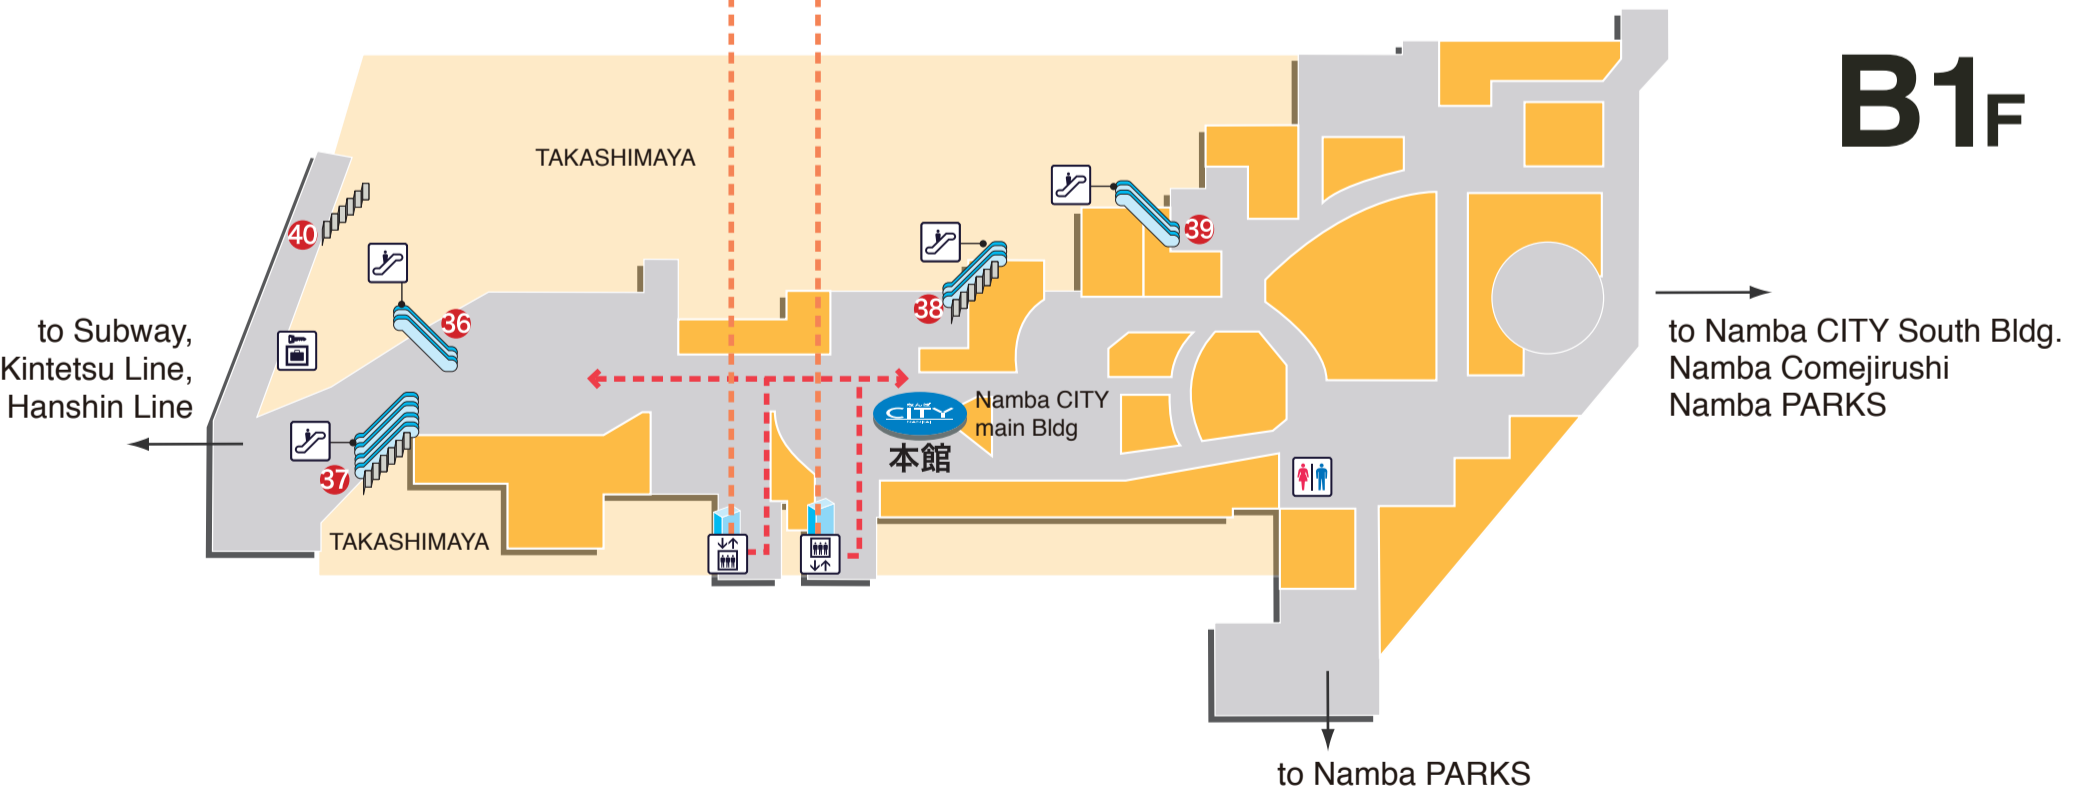 B1F
TAKASHIMAYA
40
39
36
38
to Subway,
Kintetsu Line,
Hanshin Line
to Namba CITY South Bldg.
Namba Comejirushi
Namba PARKS
CITY
Namba CITY
main Bldg
本館
37
TAKASHIMAYA
to Namba PARKS